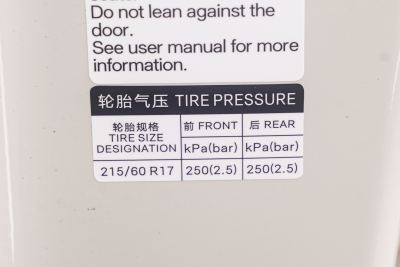 Do not lean against the
door.
See user manual for more
information.
轮胎气压 TIRE PRESSURE
轮胎规格 前 FRONT 后 REAR
TIRE SIZE
DESIGNATION kPa(bar) kPa(bar)
215/60 R17 250(2.5) 250(2.5)